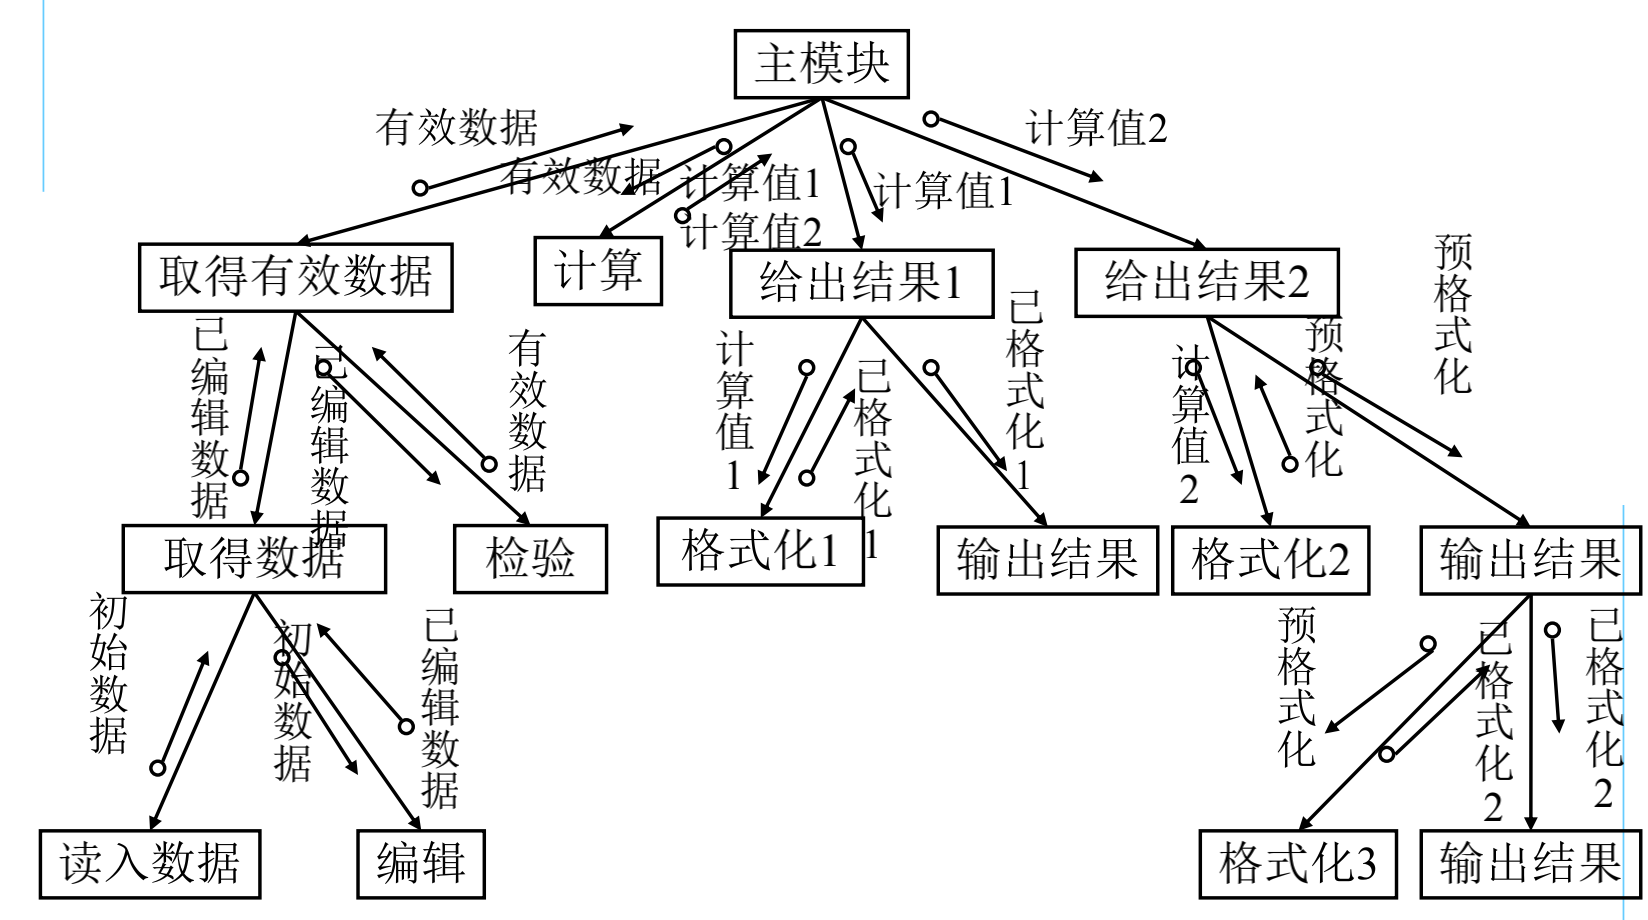 主模块
有效数据
计算值2
有效数据
计算值1
计算值2
计算值1
取得有效数据
计算
给出结果1
给出结果2
预格式化
已编辑数据
已编辑数据
有效数据
计算值1
已格式化1
已格式化1
计算值2
预格式化
取得数据
检验
格式化1
输出结果
格式化2
输出结果
初始数据
初始数据
已编辑数据
预格式化
已格式化2
已格式化2
读入数据
编辑
格式化3
输出结果